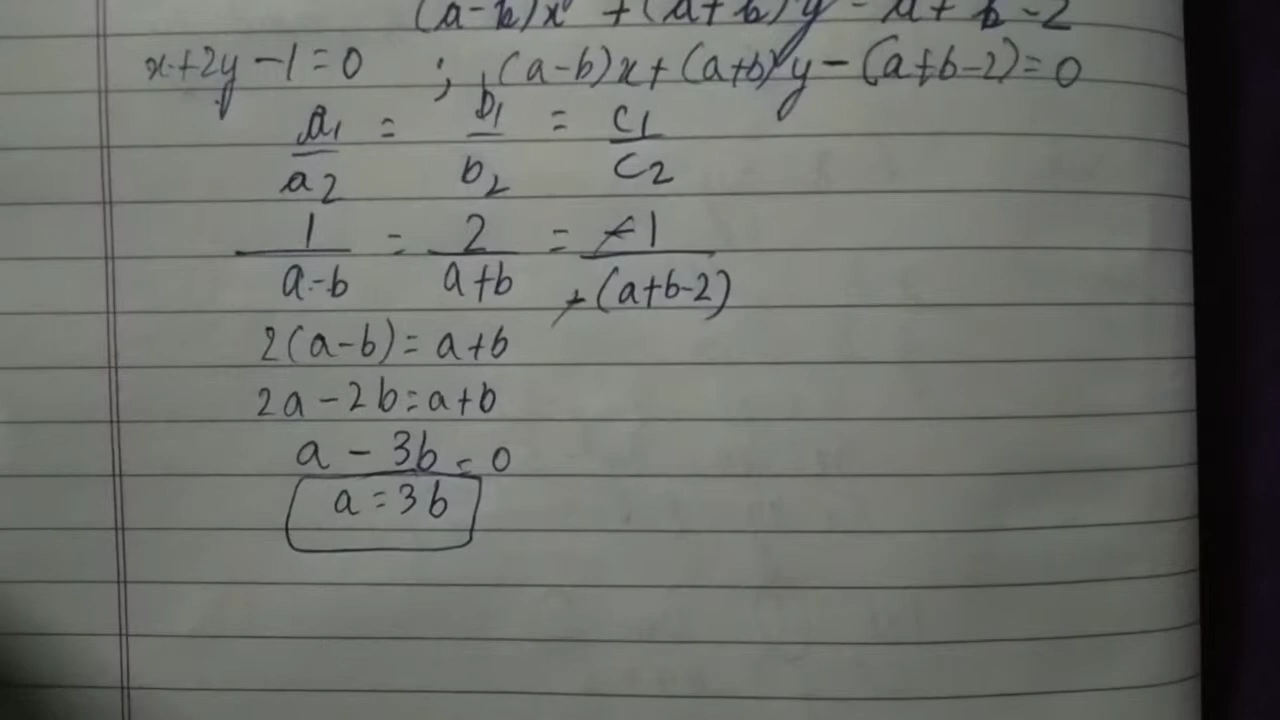 (a-b)x + (a+b)y = a+b-2
x+2y-1=0 ; (a-b)x+(a+b)y-(a+b-2)=0
a1/a2 = b1/b2 = c1/c2
1/(a-b) = 2/(a+b) = -1/-(a+b-2)
2(a-b)=a+b
2a-2b=a+b
a-3b=0
a=3b